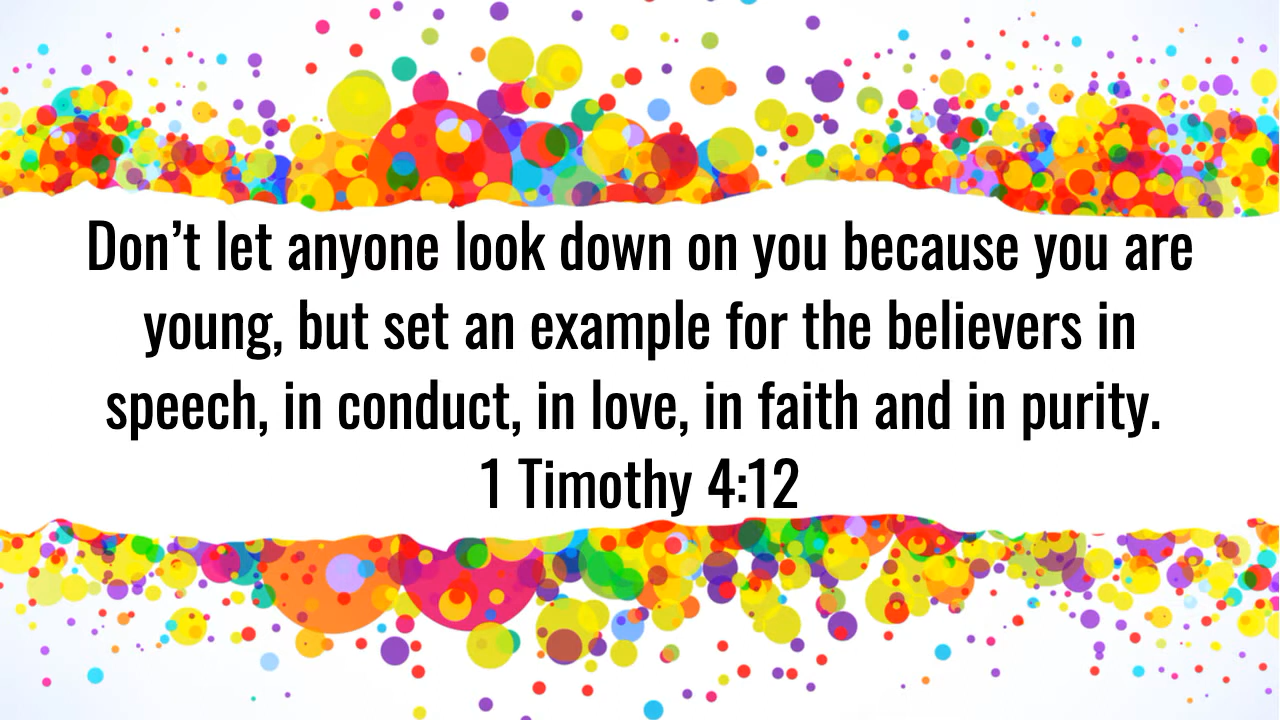 Don’t let anyone look down on you because you are
young, but set an example for the believers in
speech, in conduct, in love, in faith and in purity.
1 Timothy 4:12